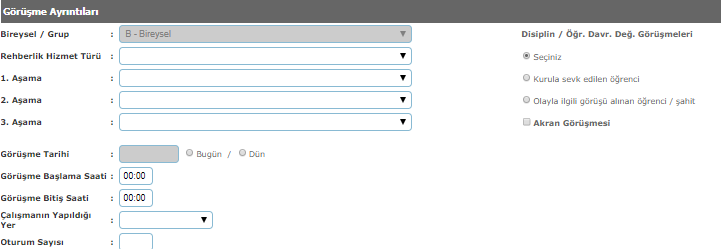 Görüşme Ayrıntıları
Bireysel / Grup : B - Bireysel
Disiplin / Öğr. Davr. Değ. Görüşmeleri
Rehberlik Hizmet Türü :
Seçiniz
1. Aşama :
Kurula sevk edilen öğrenci
2. Aşama :
Olayla ilgili görüşü alınan öğrenci / şahit
3. Aşama :
Akran Görüşmesi
Görüşme Tarihi : Bugün / Dün
Görüşme Başlama Saati : 00:00
Görüşme Bitiş Saati : 00:00
Çalışmanın Yapıldığı
Yer :
Oturum Sayısı :